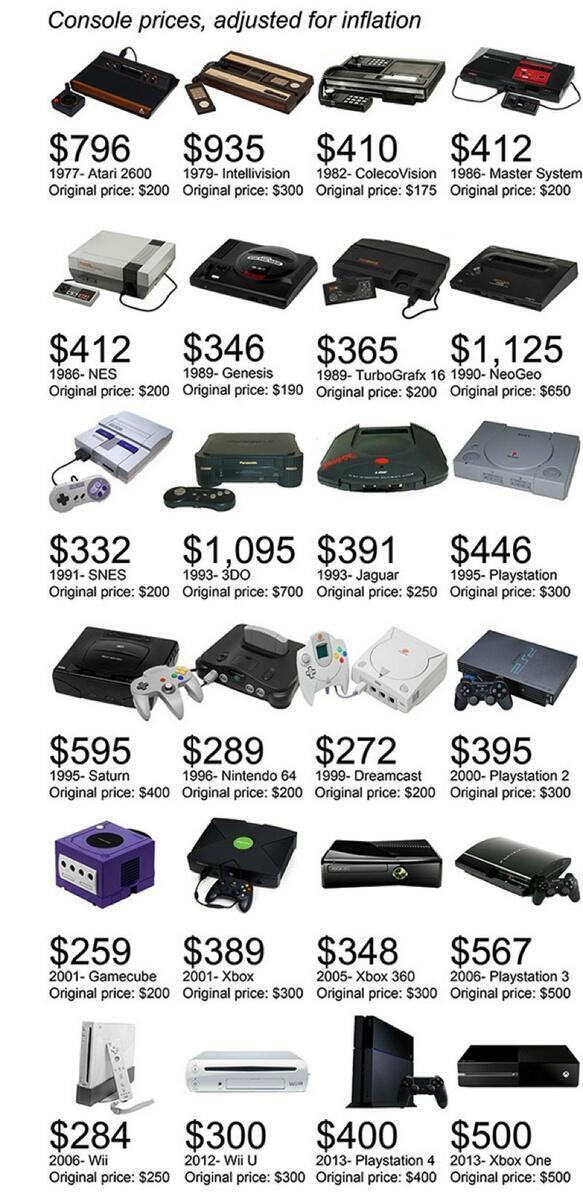 Console prices, adjusted for inflation
$796 $935 $410 $412
1977- Atari 2600 1979- Intellivision 1982- ColecoVision 1986- Master System
Original price: $200 Original price: $300 Original price: $175 Original price: $200
$412 $346 $365 $1,125
1986- NES 1989- Genesis 1989- TurboGrafx 16 1990- NeoGeo
Original price: $200 Original price: $190 Original price: $200 Original price: $650
$332 $1,095 $391 $446
1991- SNES 1993- 3DO 1993- Jaguar 1995- Playstation
Original price: $200 Original price: $700 Original price: $250 Original price: $300
$595 $289 $272 $395
1995- Saturn 1996- Nintendo 64 1999- Dreamcast 2000- Playstation 2
Original price: $400 Original price: $200 Original price: $200 Original price: $300
$259 $389 $348 $567
2001- Gamecube 2001- Xbox 2005- Xbox 360 2006- Playstation 3
Original price: $200 Original price: $300 Original price: $300 Original price: $500
$284 $300 $400 $500
2006- Wii 2012- Wii U 2013- Playstation 4 2013- Xbox One
Original price: $250 Original price: $300 Original price: $400 Original price: $500